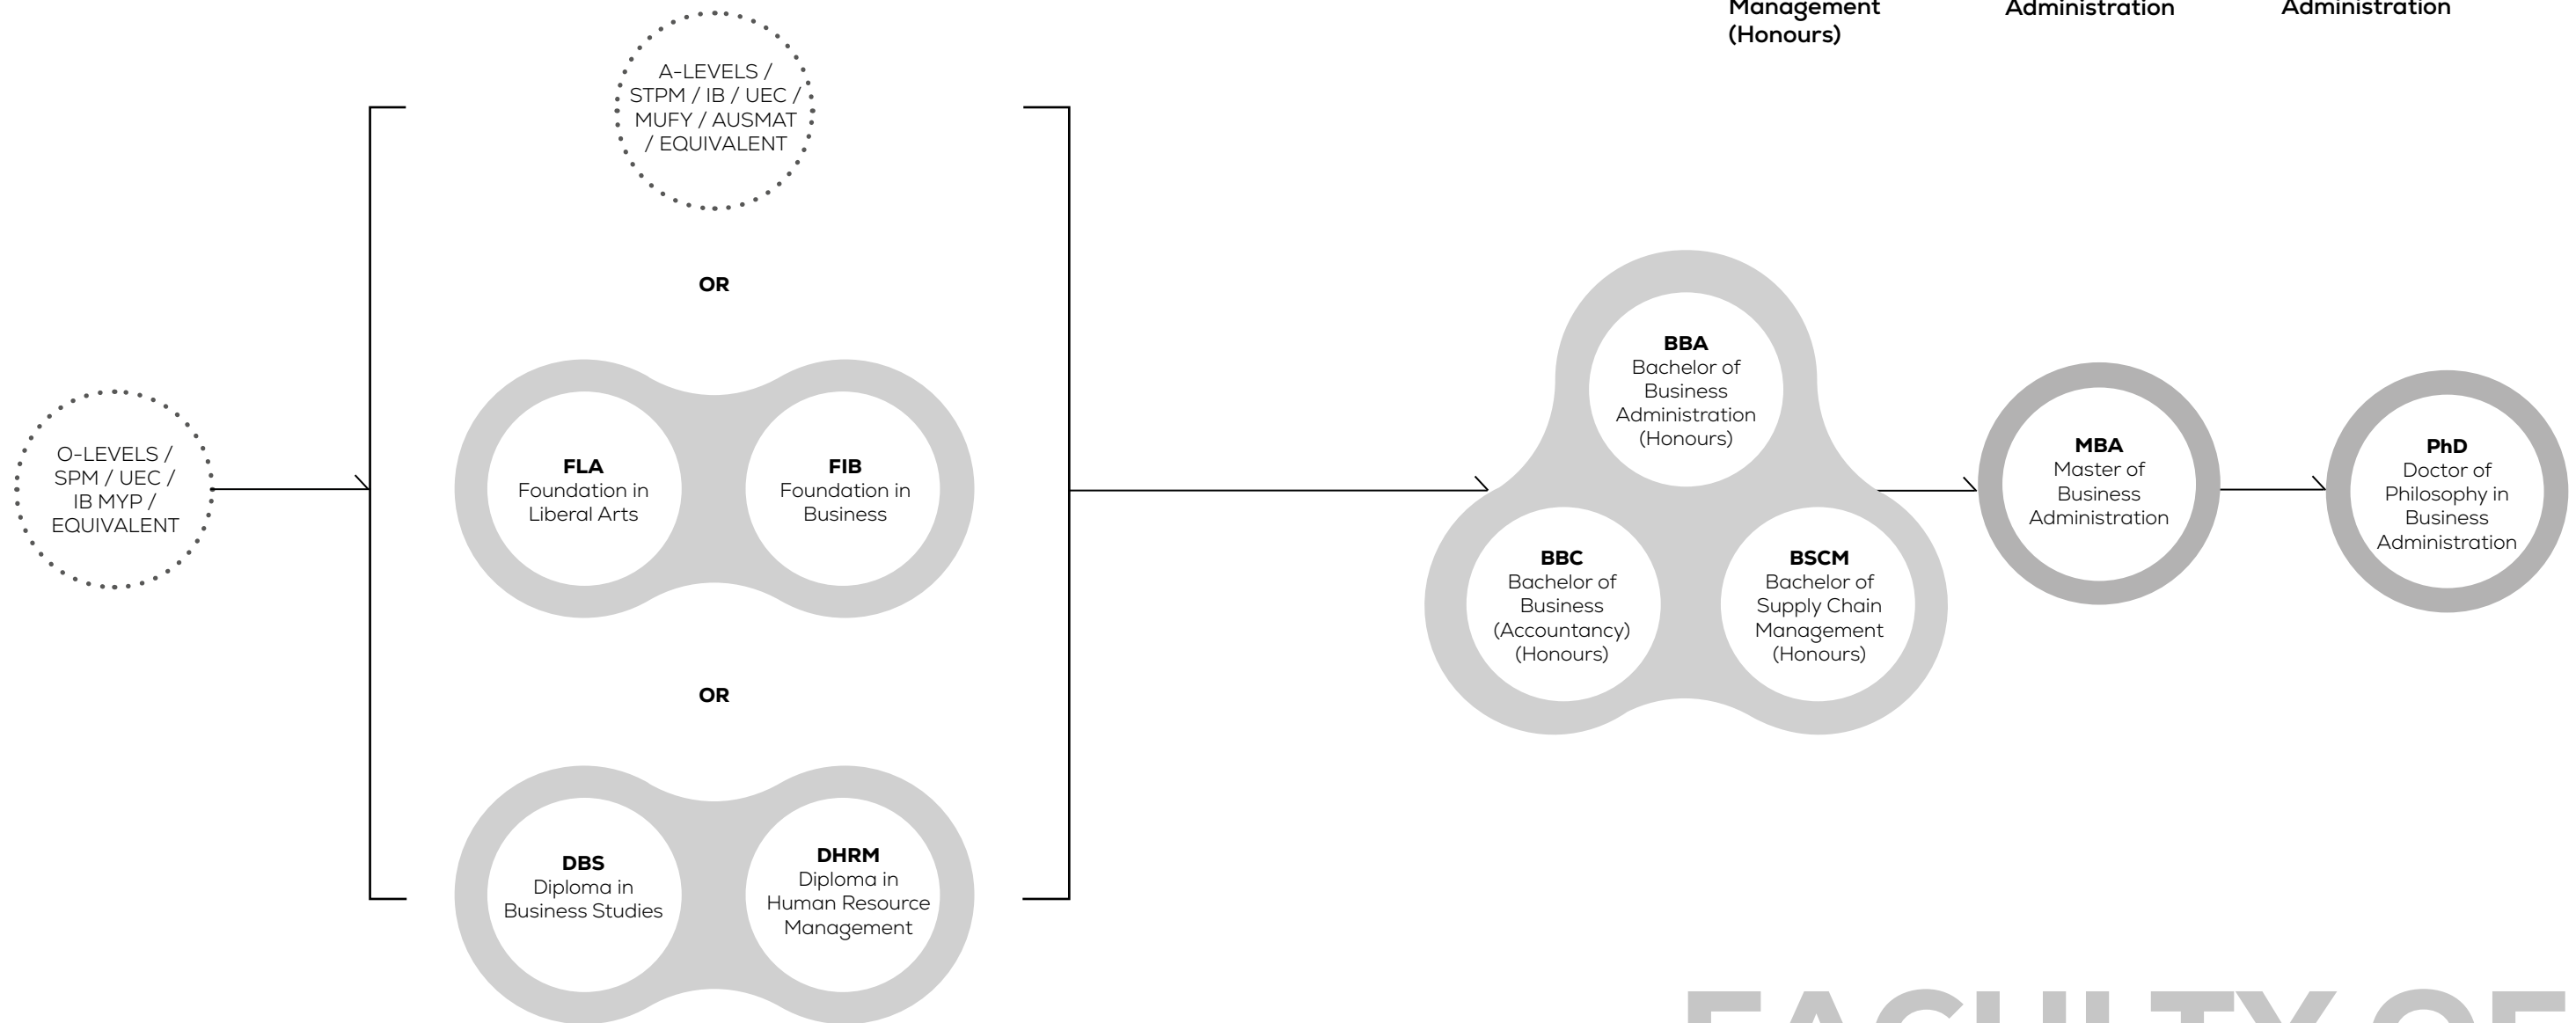 Management
(Honours)
Administration
Administration
A-LEVELS /
STPM / IB / UEC /
MUFY / AUSMAT
/ EQUIVALENT
OR
O-LEVELS /
SPM / UEC /
IB MYP /
EQUIVALENT
FLA
Foundation in
Liberal Arts
FIB
Foundation in
Business
OR
DBS
Diploma in
Business Studies
DHRM
Diploma in
Human Resource
Management
BBA
Bachelor of
Business
Administration
(Honours)
BBC
Bachelor of
Business
(Accountancy)
(Honours)
BSCM
Bachelor of
Supply Chain
Management
(Honours)
MBA
Master of
Business
Administration
PhD
Doctor of
Philosophy in
Business
Administration
FACULTY OF